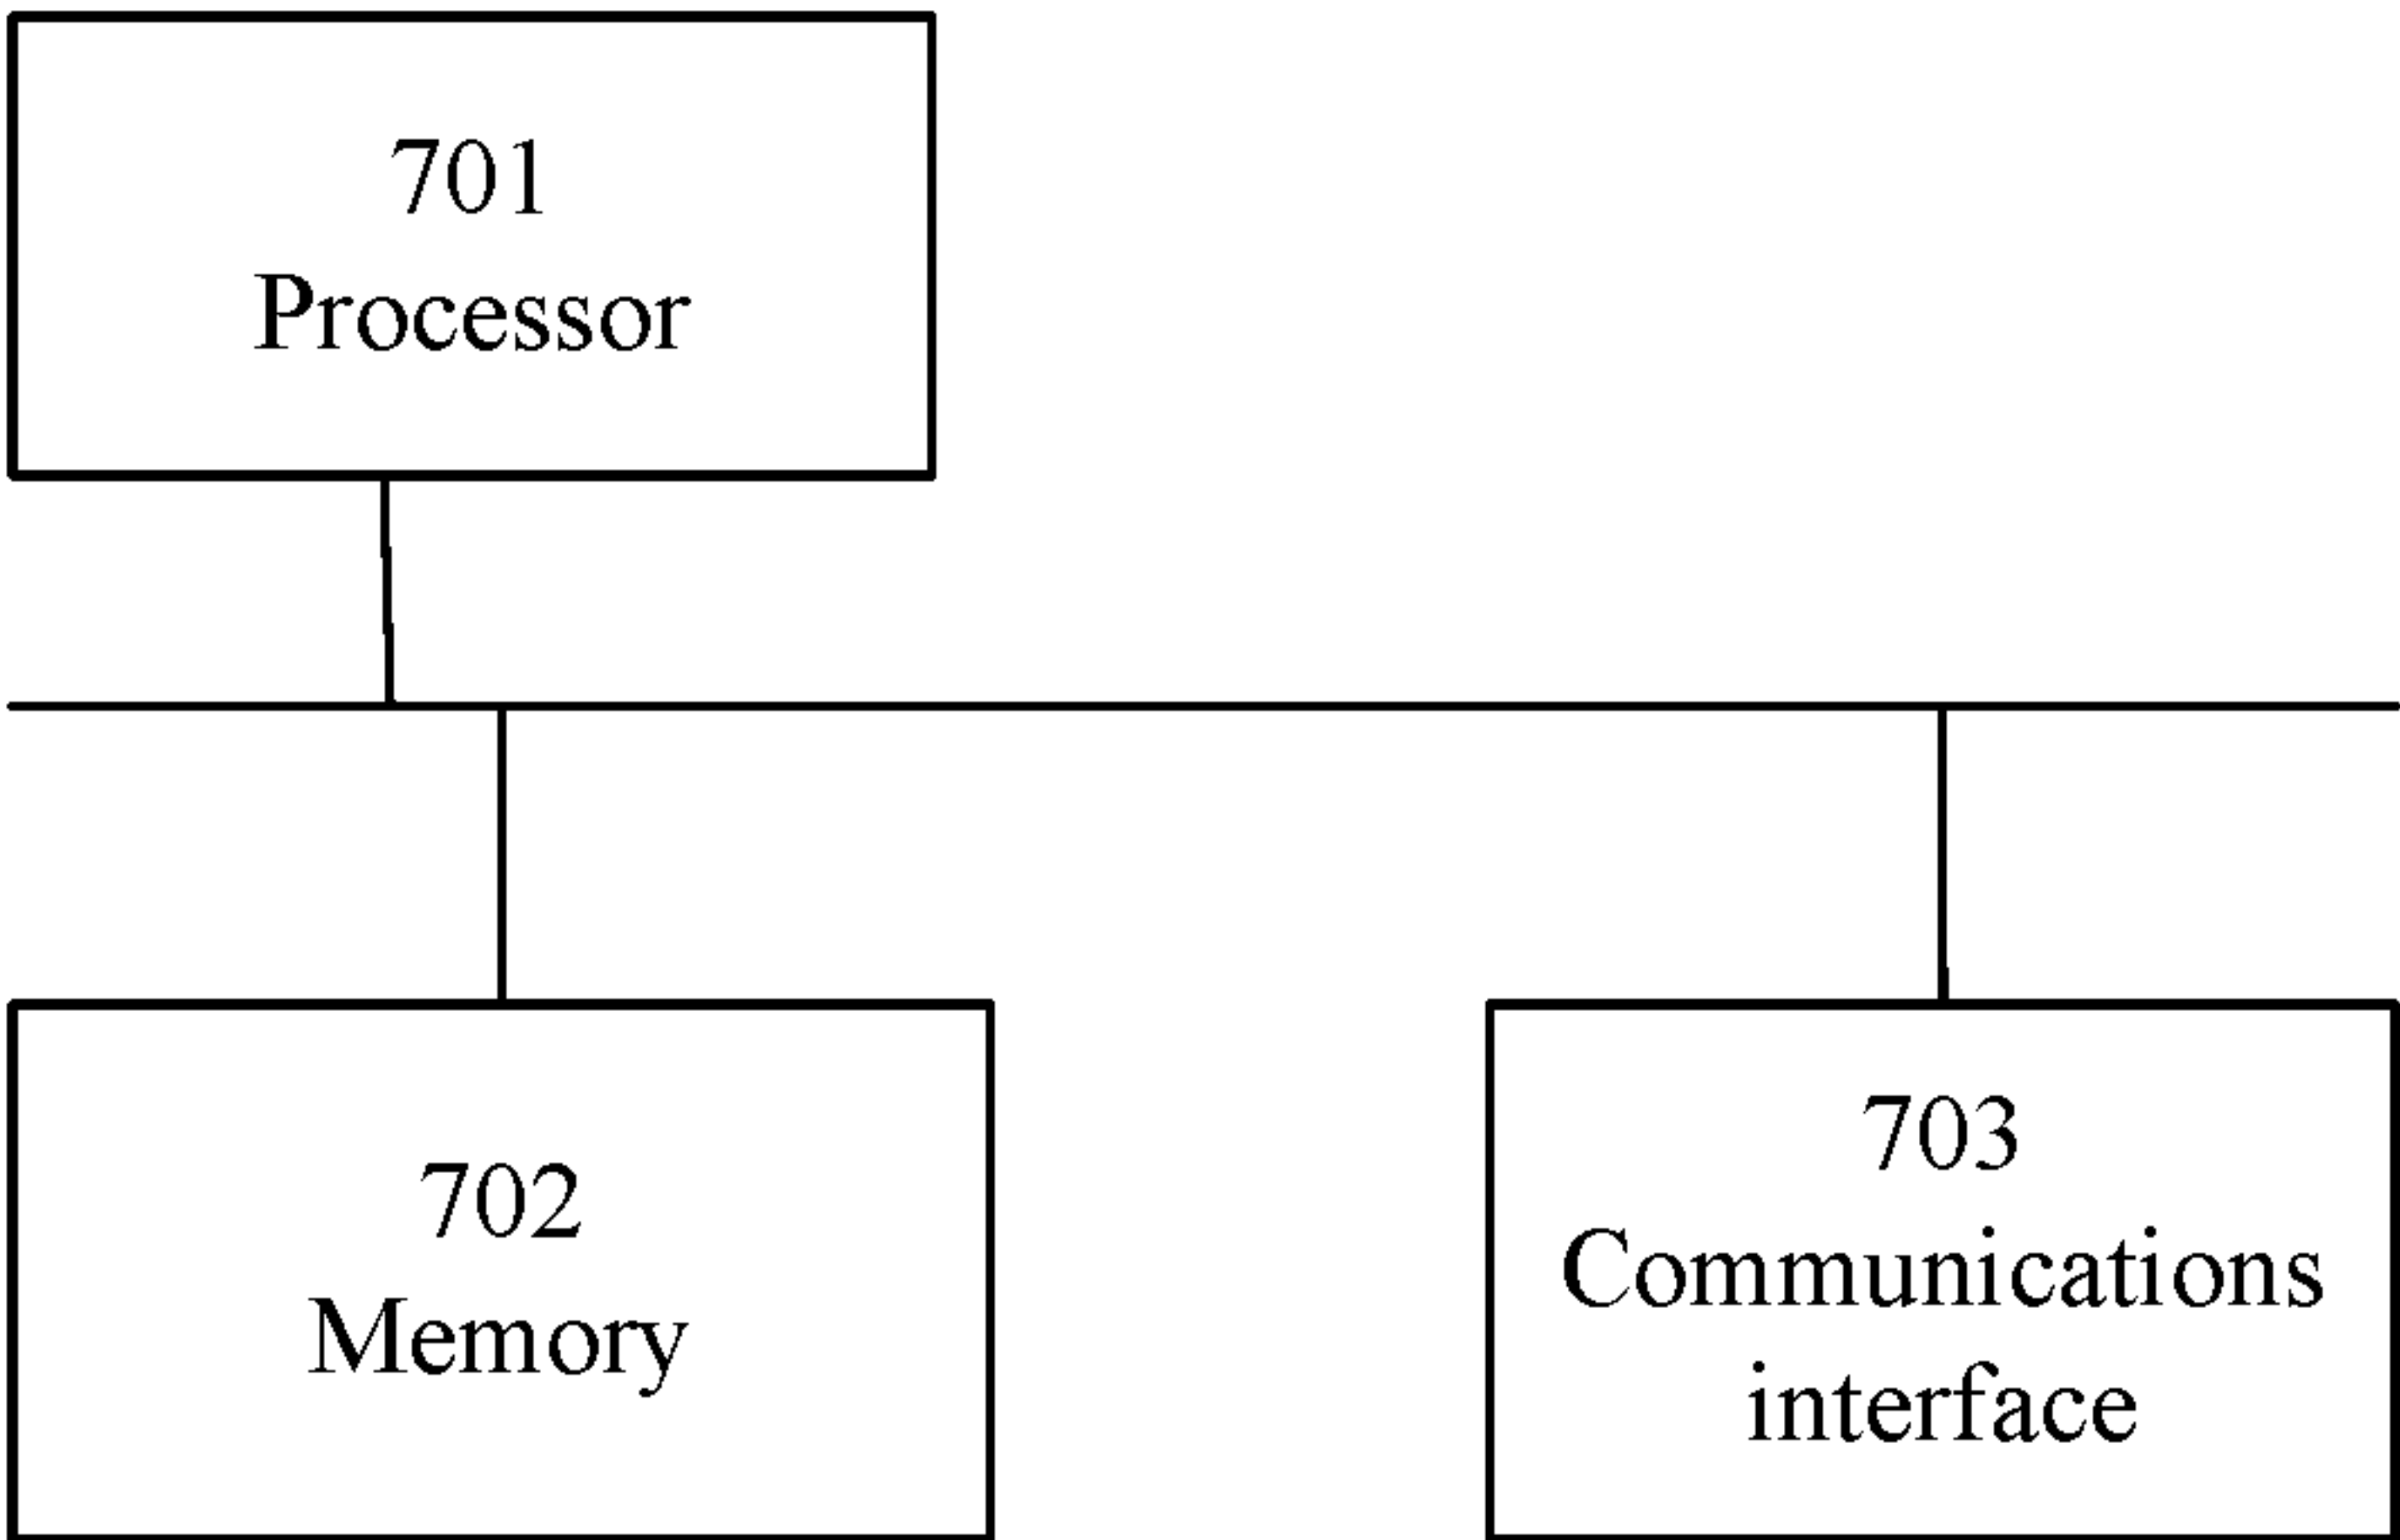 701
Processor
702
Memory
703
Communications
interface